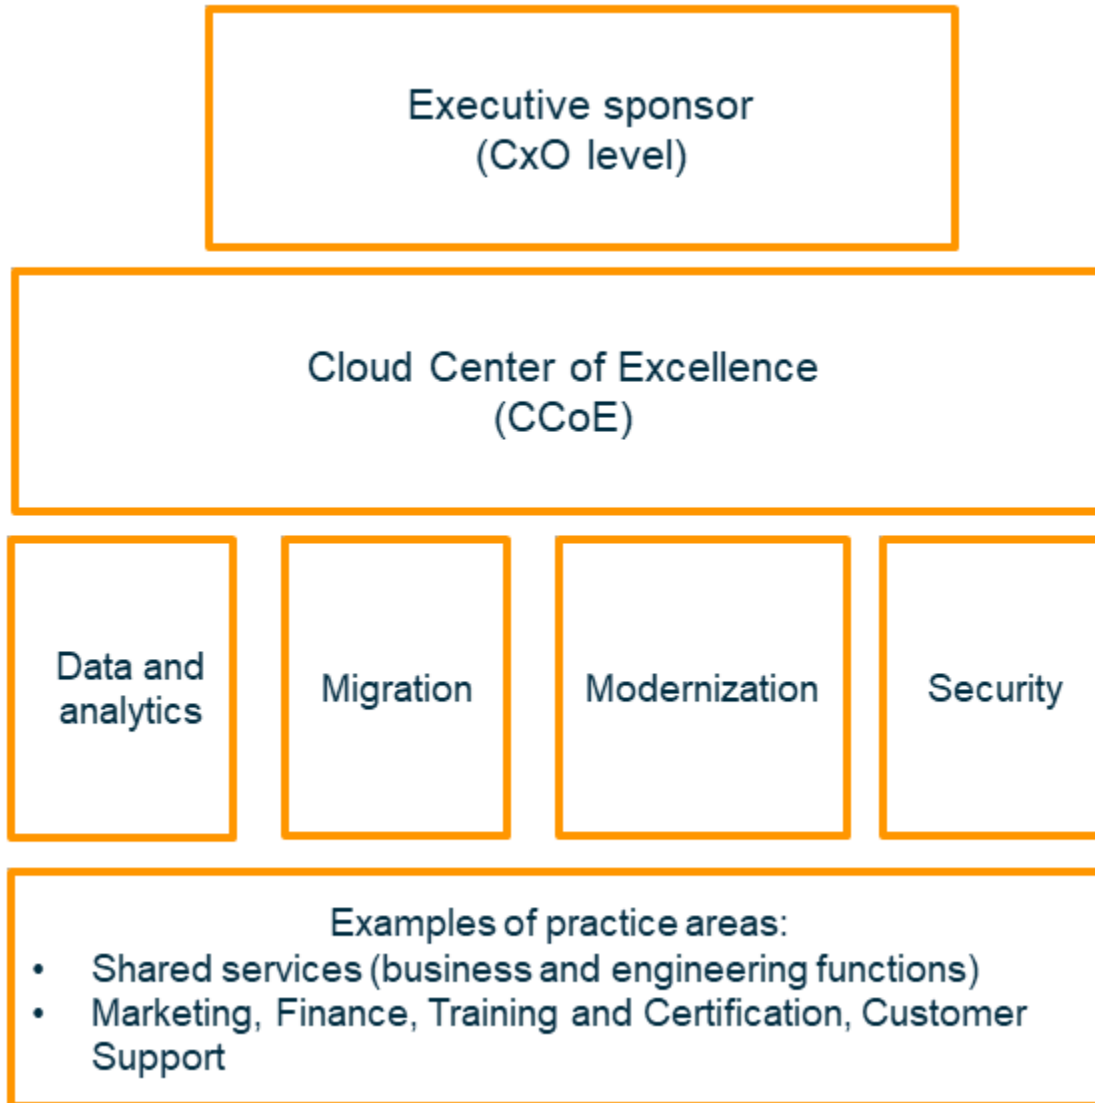 Executive sponsor
(CxO level)
Cloud Center of Excellence
(CCoE)
Data and
analytics
Migration
Modernization
Security
Examples of practice areas:
• Shared services (business and engineering functions)
• Marketing, Finance, Training and Certification, Customer
Support